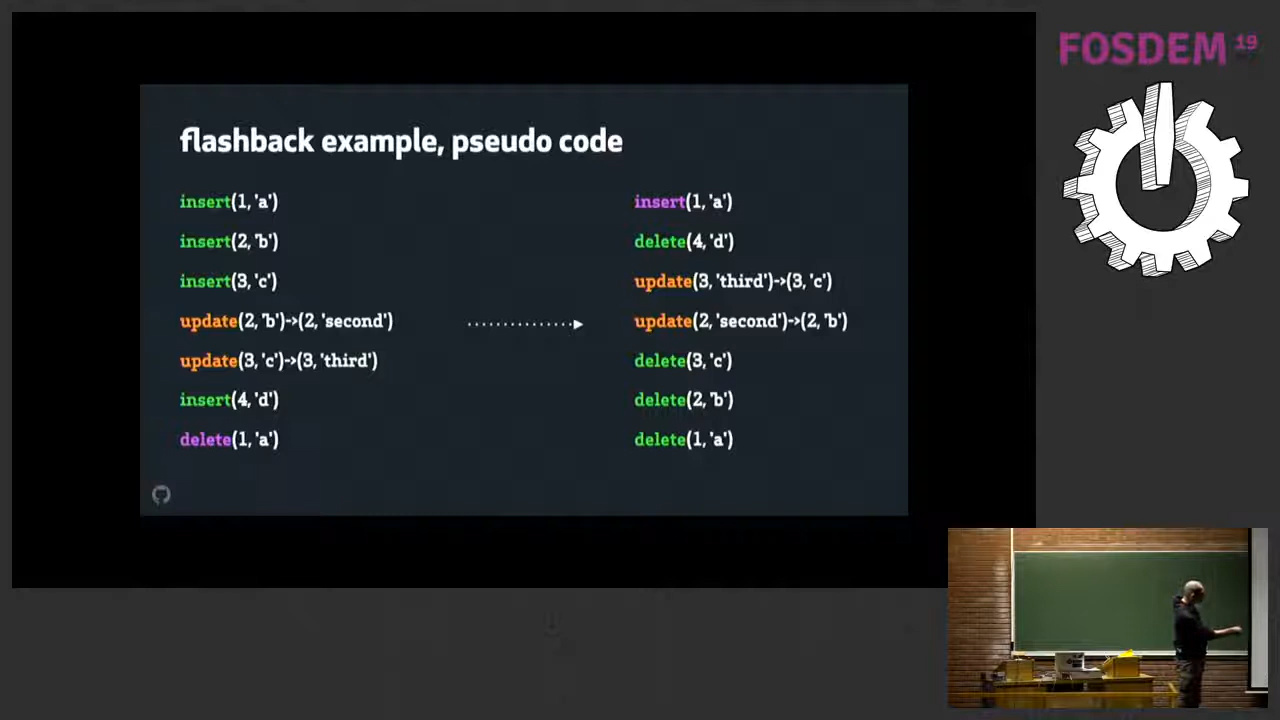 FOSDEM 19
flashback example, pseudo code
insert(1, 'a')
insert(2, 'b')
insert(3, 'c')
update(2, 'b')->(2, 'second')
update(3, 'c')->(3, 'third')
insert(4, 'd')
delete(1, 'a')
insert(1, 'a')
delete(4, 'd')
update(3, 'third')->(3, 'c')
update(2, 'second')->(2, 'b')
delete(3, 'c')
delete(2, 'b')
delete(1, 'a')